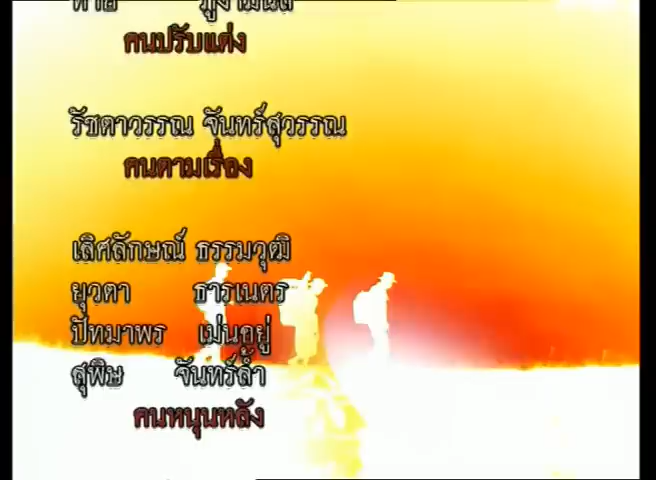 คนปรับแต่ง
รัชดาวรรณ จันทร์สุวรรณ
คนตามเรื่อง
เลิศลักษณ์ ธรรมวุฒิ
ยุวตา ธารเนตร
ปัทมาพร เม่นอยู่
สุพิษ จันทร์ล้ำ
คนหนุนหลัง